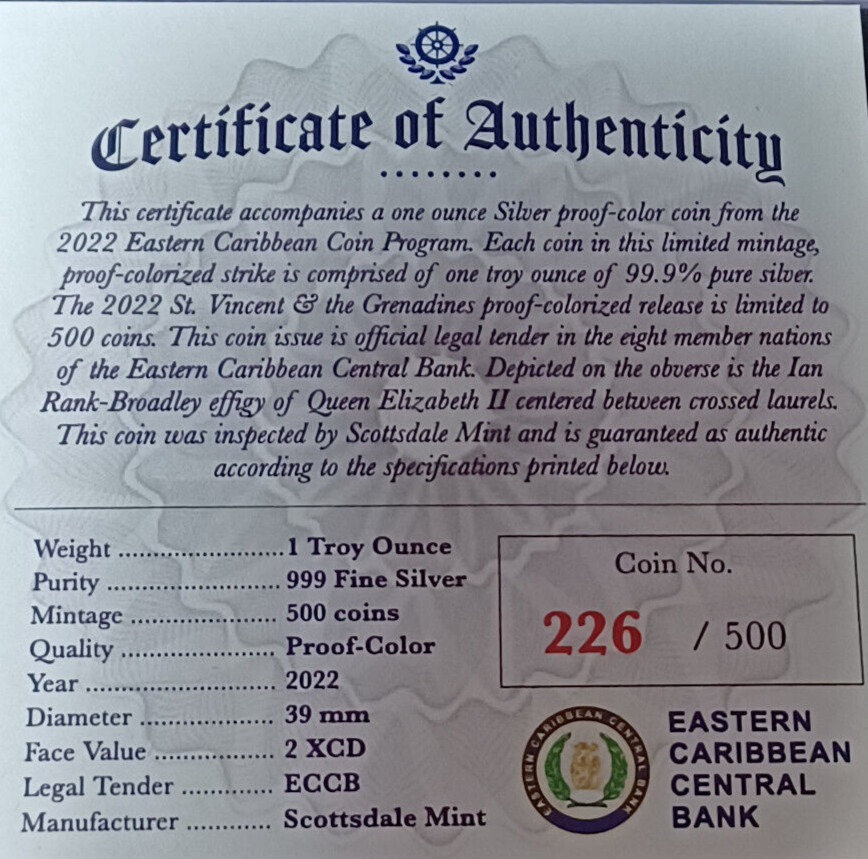 Certificate of Authenticity
This certificate accompanies a one ounce Silver proof-color coin from the
2022 Eastern Caribbean Coin Program. Each coin in this limited mintage,
proof-colorized strike is comprised of one troy ounce of 99.9% pure silver.
The 2022 St. Vincent & the Grenadines proof-colorized release is limited to
500 coins. This coin issue is official legal tender in the eight member nations
of the Eastern Caribbean Central Bank. Depicted on the obverse is the Ian
Rank-Broadley effigy of Queen Elizabeth II centered between crossed laurels.
This coin was inspected by Scottsdale Mint and is guaranteed as authentic
according to the specifications printed below.
Weight ........................ 1 Troy Ounce
Purity ........................... 999 Fine Silver
Mintage ....................... 500 coins
Quality ........................ Proof-Color
Year .............................. 2022
Diameter ..................... 39 mm
Face Value ................... 2 XCD
Legal Tender .............. ECCB
Manufacturer ............. Scottsdale Mint
Coin No.
226 / 500
EASTERN CARIBBEAN CENTRAL BANK
EASTERN
CARIBBEAN
CENTRAL
BANK